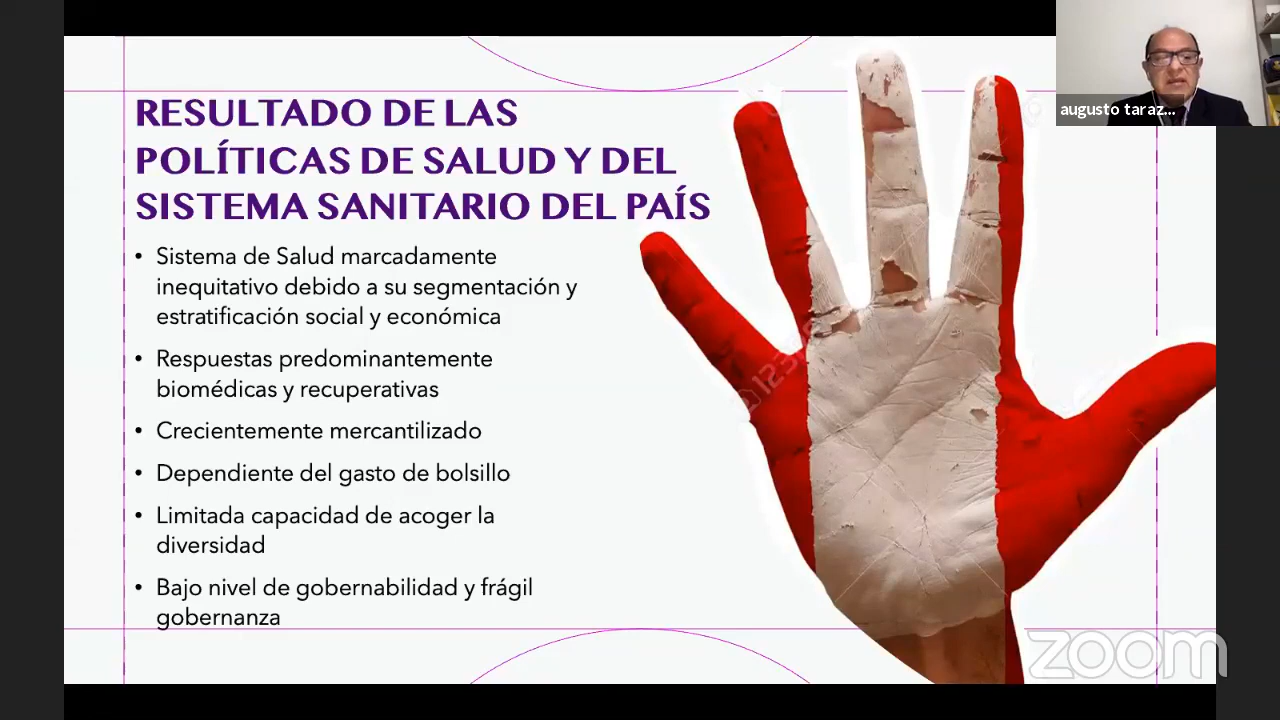 RESULTADO DE LAS
POLÍTICAS DE SALUD Y DEL
SISTEMA SANITARIO DEL PAÍS
• Sistema de Salud marcadamente
inequitativo debido a su segmentación y
estratificación social y económica
• Respuestas predominantemente
biomédicas y recuperativas
• Crecientemente mercantilizado
• Dependiente del gasto de bolsillo
• Limitada capacidad de acoger la
diversidad
• Bajo nivel de gobernabilidad y frágil
gobernanza
augusto taraz...
zoom